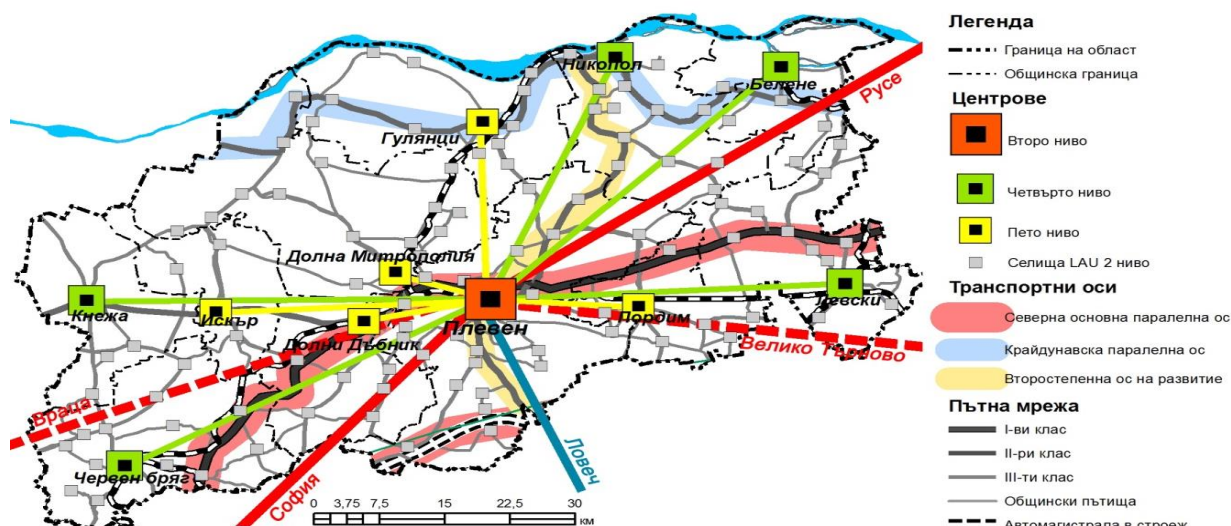 Никопол
Белене
Русе
Гулянци
Долна Митрополия
Кнежа
Искър
Долни Дъбник
Плевен
Пордим
Левски
Велико Търново
Враца
Червен бряг
София
Ловеч
0 3,75 7,5 15 22,5 30
км
Легенда
Граница на област
Общинска граница
Центрове
Второ ниво
Четвърто ниво
Пето ниво
Селища LAU 2 ниво
Транспортни оси
Северна основна паралелна ос
Крайдунавска паралелна ос
Второстепенна ос на развитие
Пътна мрежа
I-ви клас
II-ри клас
III-ти клас
Общински пътища
Автомагистрала в строеж